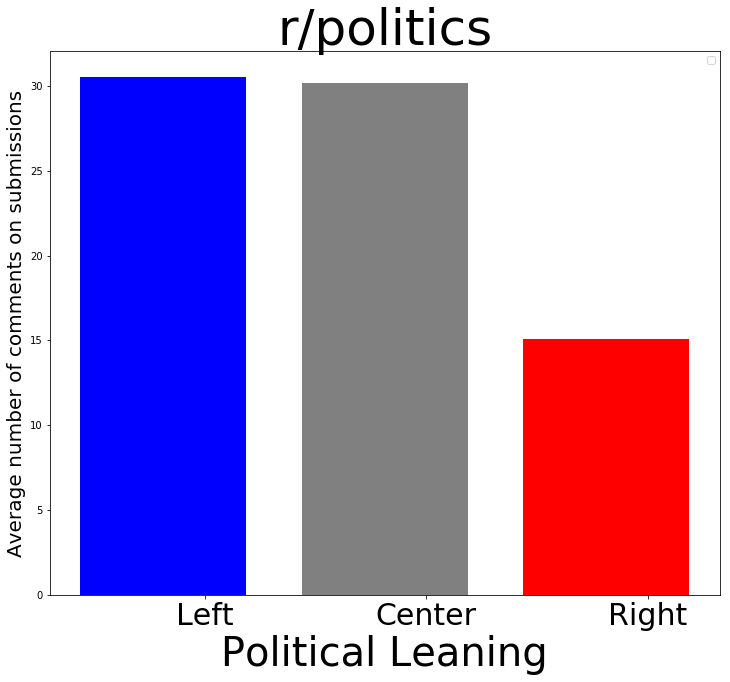 r/politics
Average number of comments on submissions
30
25
20
15
10
5
0
Left Center Right
Political Leaning